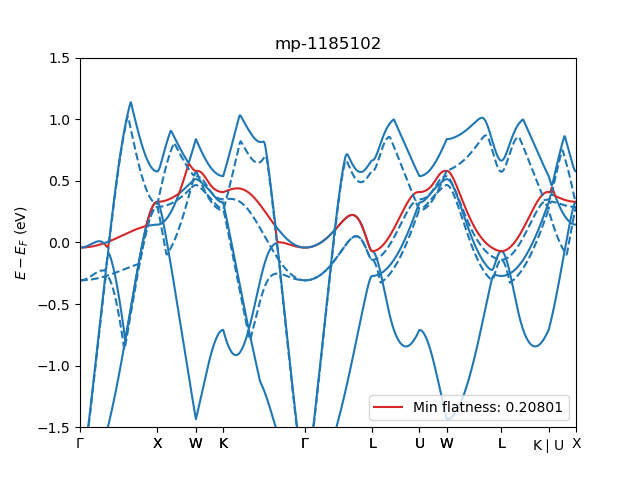 mp-1185102
1.5
1.0
0.5
0.0
−0.5
−1.0
−1.5
E − E_F (eV)
Min flatness: 0.20801
Γ X W K Γ L U W L K | U X